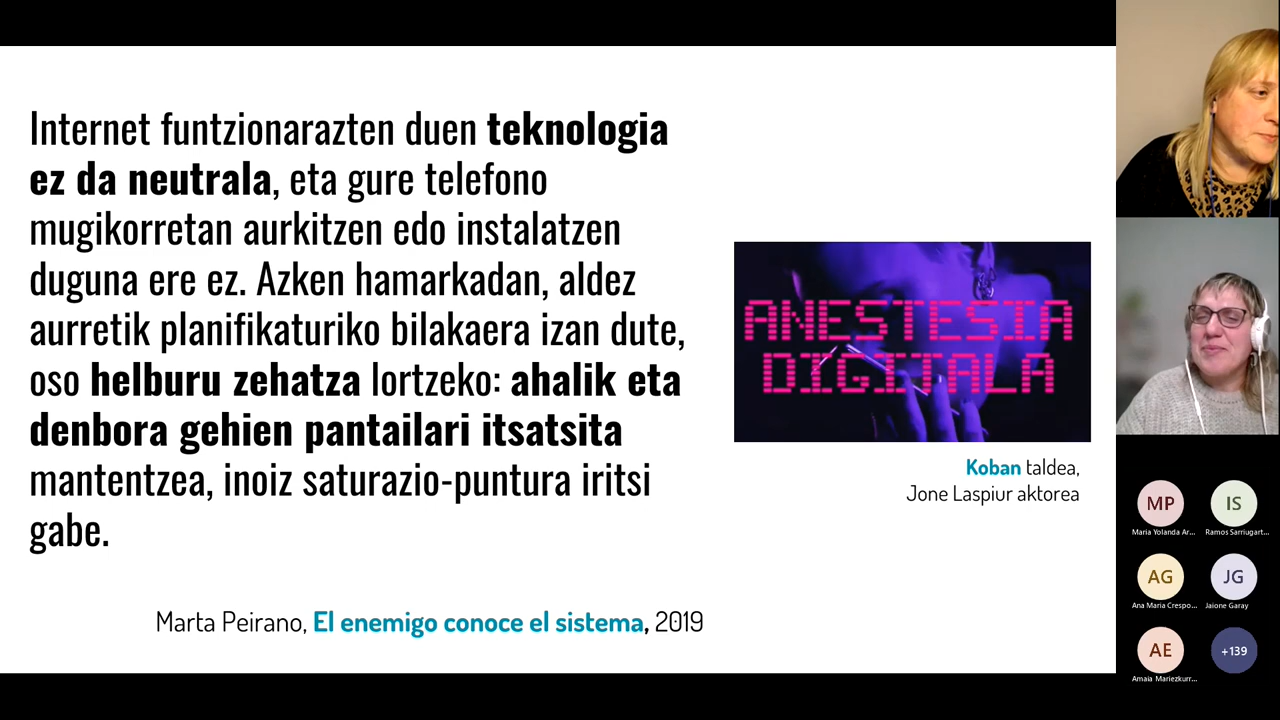 Internet funtzionarazten duen teknologia
ez da neutrala, eta gure telefono
mugikorretan aurkitzen edo instalatzen
duguna ere ez. Azken hamarkadan, aldez
aurretik planifikaturiko bilakaera izan dute,
oso helburu zehatza lortzeko: ahalik eta
denbora gehien pantailari itsatsita
mantentzea, inoiz saturazio-puntura iritsi
gabe.
Marta Peirano, El enemigo conoce el sistema, 2019
ANESTESIA
DIGITALA
Koban taldea,
Jone Laspiur aktorea
MP
IS
Maria Yolanda Ar...
Ramos Sarriugart...
AG
JG
Ana Maria Crespo...
Jaione Garay
AE
+139
Amaia Mariezkurr...